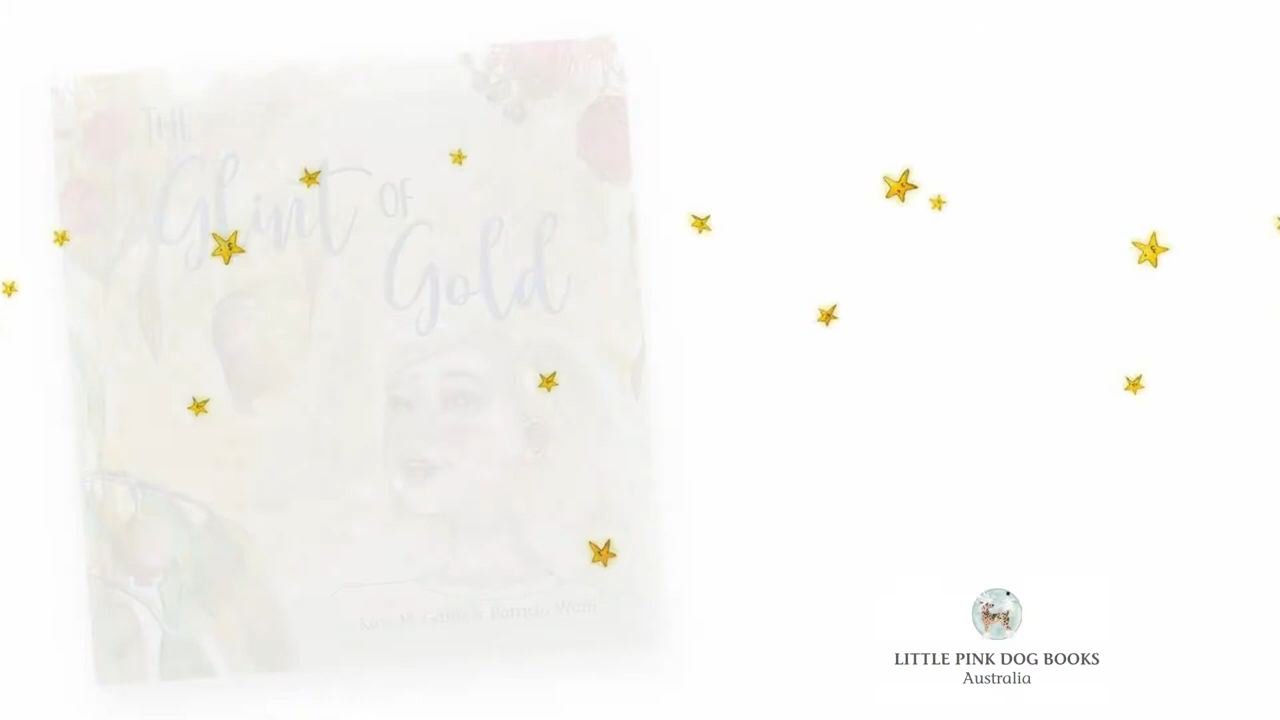 THE
Glint OF
Gold
LITTLE PINK DOG BOOKS
Australia